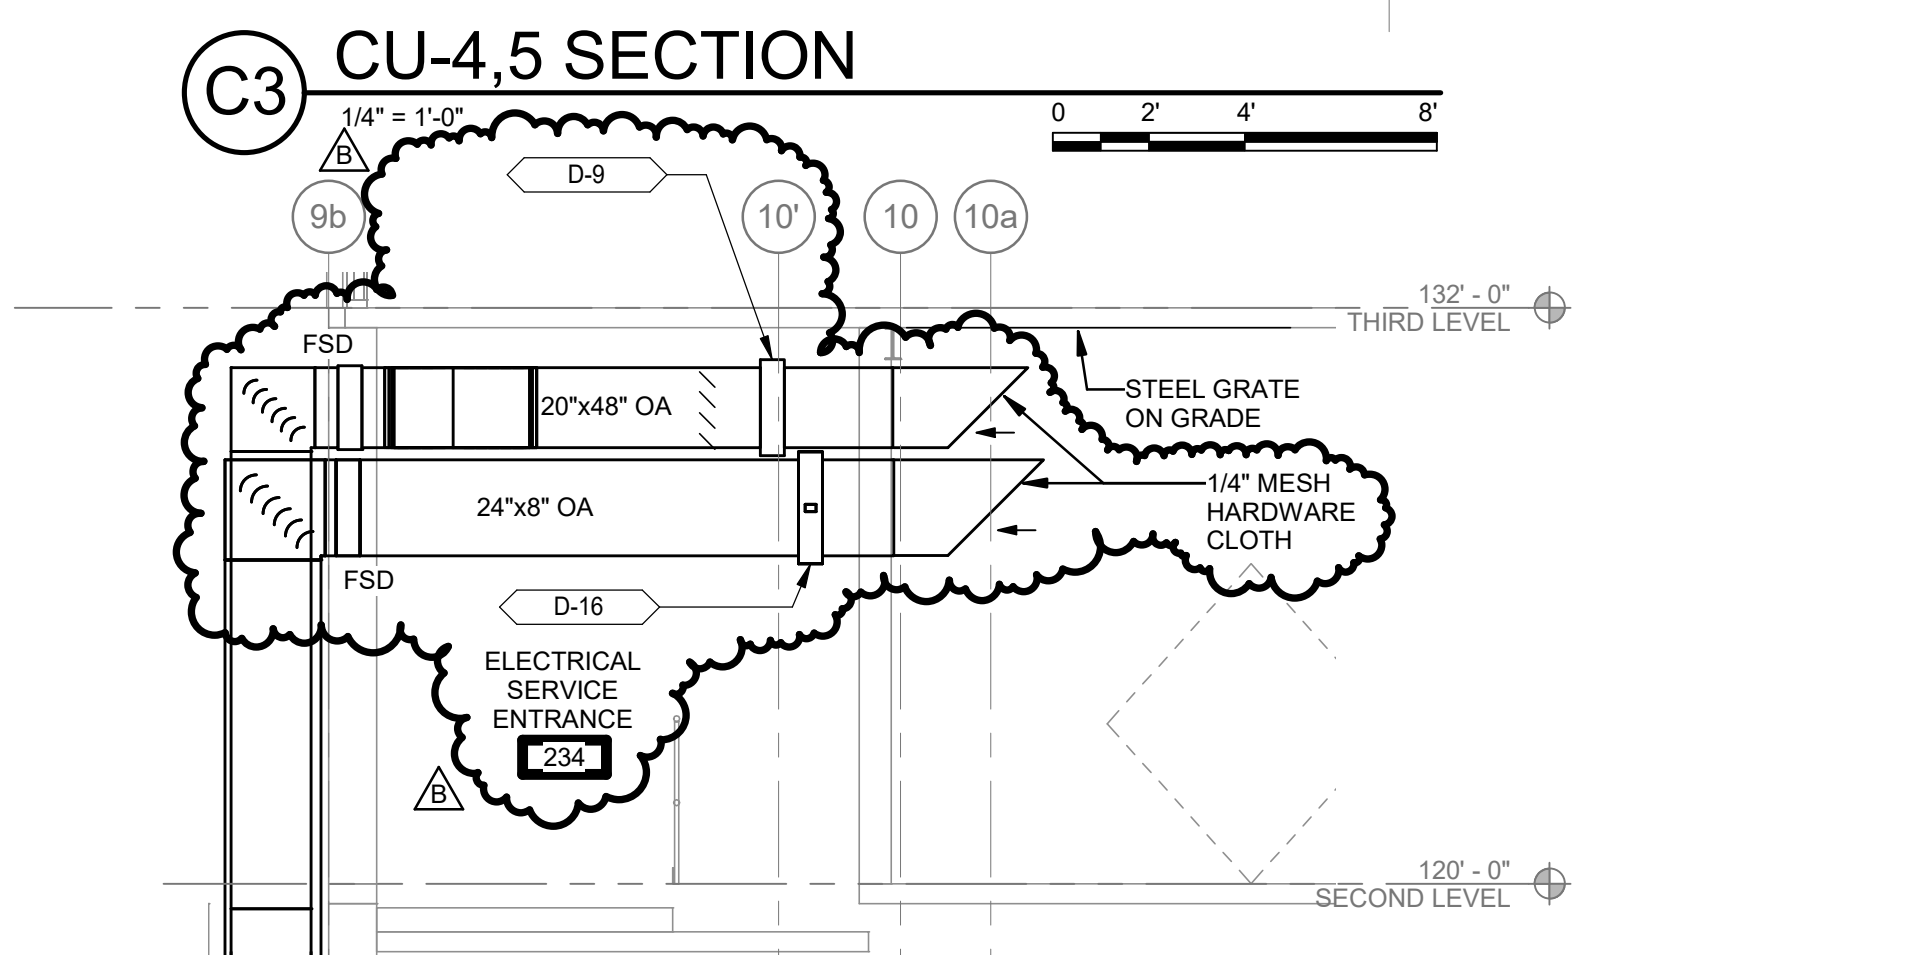 C3
CU-4,5 SECTION
1/4" = 1'-0"
0 2' 4' 8'
B
D-9
9b 10' 10 10a
132' - 0"
THIRD LEVEL
FSD
STEEL GRATE
ON GRADE
20"x48" OA
24"x8" OA
1/4" MESH
HARDWARE
CLOTH
FSD
D-16
ELECTRICAL
SERVICE
ENTRANCE
234
B
120' - 0"
SECOND LEVEL